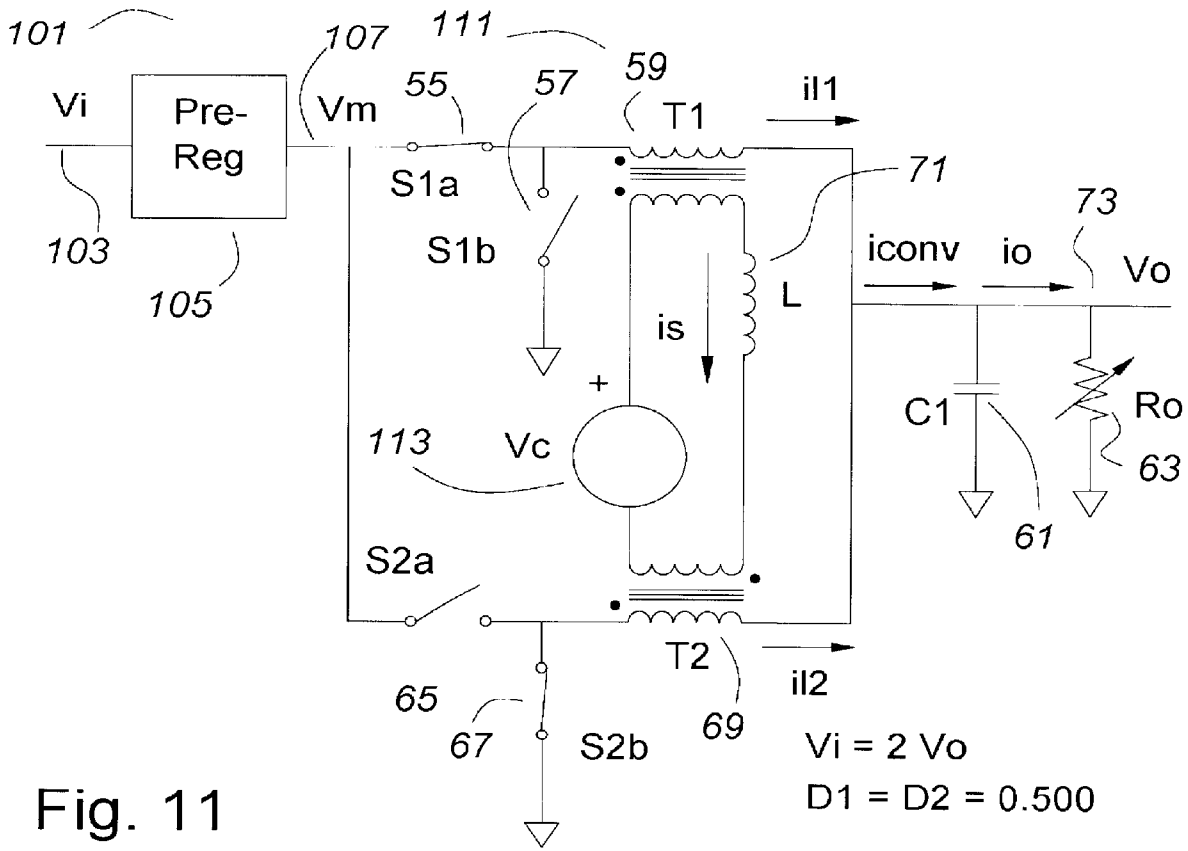 101
107
111
59
Vi
Pre-
Reg
Vm
55
57
T1
il1
S1a
71
103
S1b
73
105
L
iconv
io
Vo
is
+
C1
Ro
113
Vc
61
63
S2a
T2
il2
65
67
69
S2b
Vi = 2 Vo
D1 = D2 = 0.500
Fig. 11